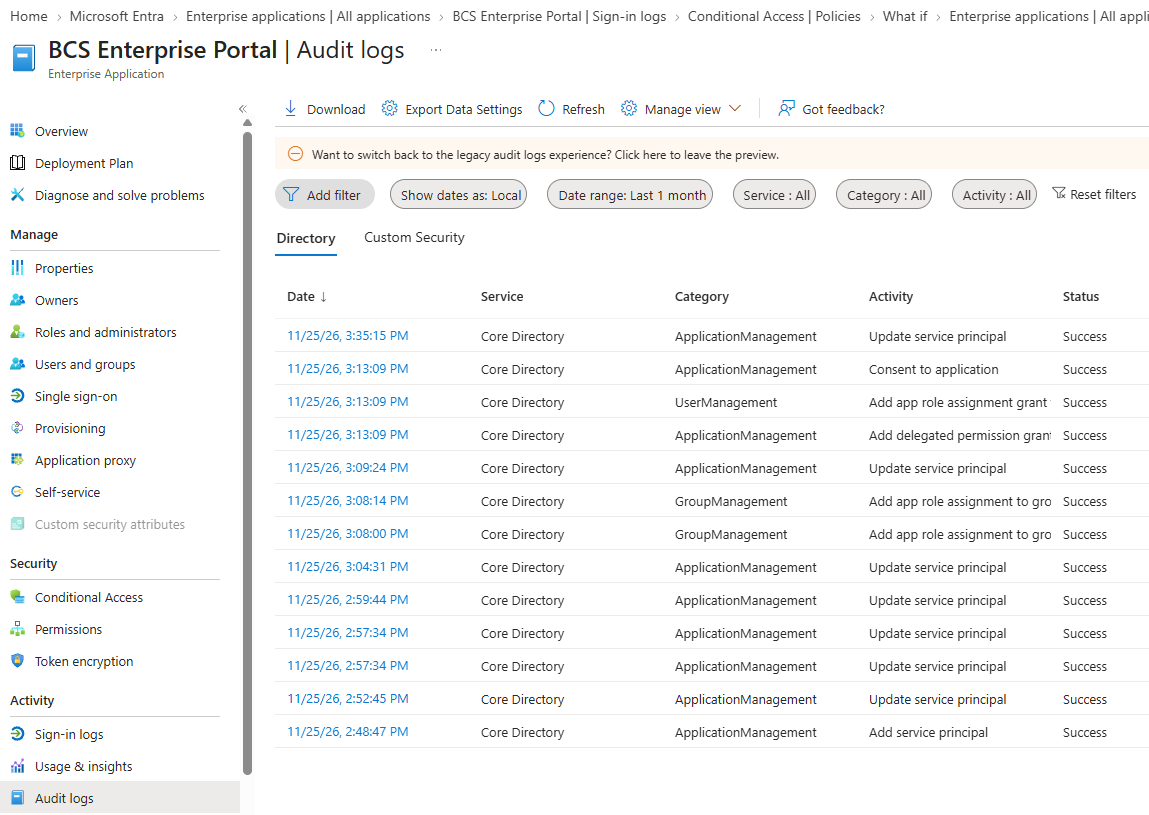 Home > Microsoft Entra > Enterprise applications | All applications > BCS Enterprise Portal | Sign-in logs > Conditional Access | Policies > What if > Enterprise applications | All appli
BCS Enterprise Portal | Audit logs ...
Enterprise Application
«
Download Export Data Settings Refresh Manage view Got feedback?
Want to switch back to the legacy audit logs experience? Click here to leave the preview.
Add filter Show dates as: Local Date range: Last 1 month Service : All Category : All Activity : All Reset filters
Directory Custom Security
Overview
Deployment Plan
Diagnose and solve problems
Manage
Properties
Owners
Roles and administrators
Users and groups
Single sign-on
Provisioning
Application proxy
Self-service
Custom security attributes
Security
Conditional Access
Permissions
Token encryption
Activity
Sign-in logs
Usage & insights
Audit logs
Date ↓ Service Category Activity Status
11/25/26, 3:35:15 PM Core Directory ApplicationManagement Update service principal Success
11/25/26, 3:13:09 PM Core Directory ApplicationManagement Consent to application Success
11/25/26, 3:13:09 PM Core Directory UserManagement Add app role assignment grant Success
11/25/26, 3:13:09 PM Core Directory ApplicationManagement Add delegated permission gran Success
11/25/26, 3:09:24 PM Core Directory ApplicationManagement Update service principal Success
11/25/26, 3:08:14 PM Core Directory GroupManagement Add app role assignment to gro Success
11/25/26, 3:08:00 PM Core Directory GroupManagement Add app role assignment to gro Success
11/25/26, 3:04:31 PM Core Directory ApplicationManagement Update service principal Success
11/25/26, 2:59:44 PM Core Directory ApplicationManagement Update service principal Success
11/25/26, 2:57:34 PM Core Directory ApplicationManagement Update service principal Success
11/25/26, 2:57:34 PM Core Directory ApplicationManagement Update service principal Success
11/25/26, 2:52:45 PM Core Directory ApplicationManagement Update service principal Success
11/25/26, 2:48:47 PM Core Directory ApplicationManagement Add service principal Success